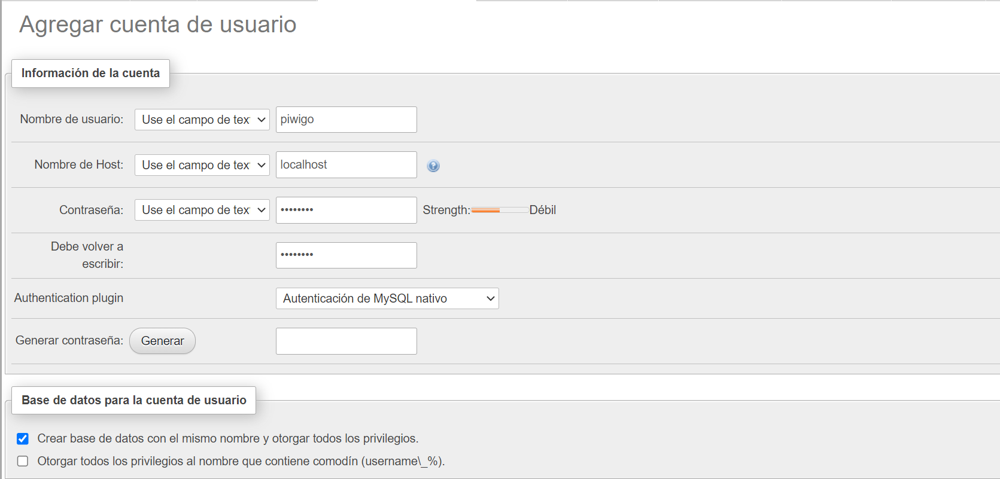 Agregar cuenta de usuario
Información de la cuenta
Nombre de usuario: Use el campo de tex piwigo
Nombre de Host: Use el campo de tex localhost
Contraseña: Use el campo de tex •••••••• Strength: Débil
Debe volver a
escribir: ••••••••
Authentication plugin Autenticación de MySQL nativo
Generar contraseña: Generar
Base de datos para la cuenta de usuario
Crear base de datos con el mismo nombre y otorgar todos los privilegios.
Otorgar todos los privilegios al nombre que contiene comodín (username\_%).